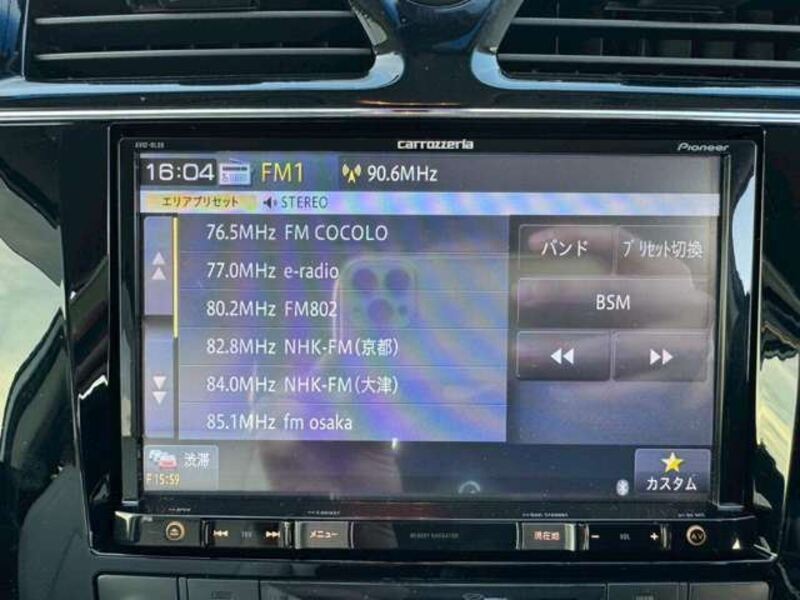 carrozzeria
Pioneer
16:04 FM1 90.6MHz
エリアプリセット STEREO
76.5MHz FM COCOLO
77.0MHz e-radio
80.2MHz FM802
82.8MHz NHK-FM(京都)
84.0MHz NHK-FM(大津)
85.1MHz fm osaka
バンド プリセット切換
BSM
渋滞
F 15:59
カスタム
メニュー
現在地
VOL
AV